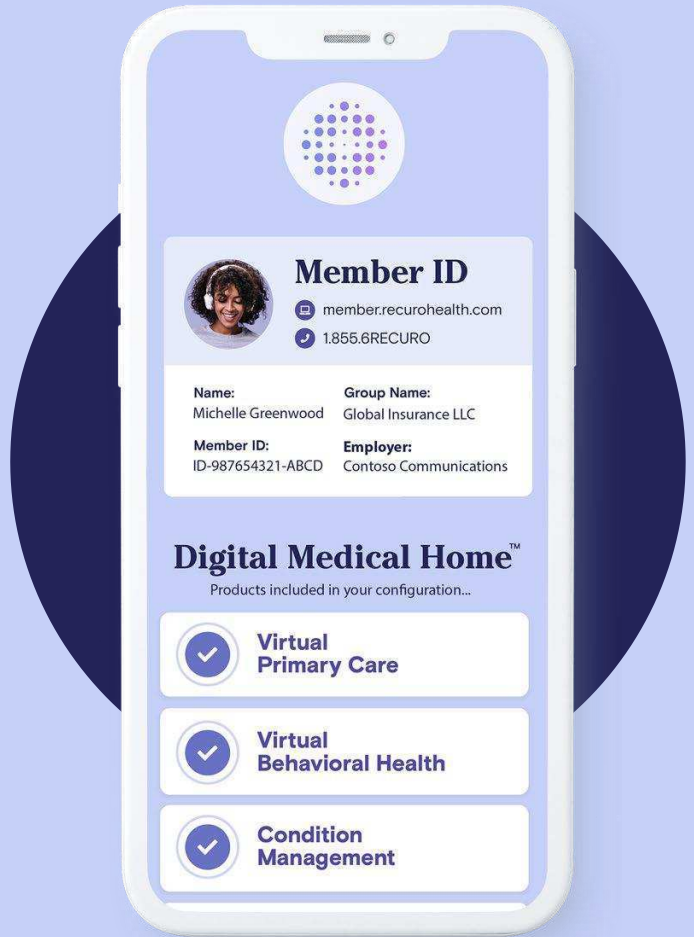 Member ID
member.recurohealth.com
1.855.6RECURO
Name:
Michelle Greenwood
Group Name:
Global Insurance LLC
Member ID:
ID-987654321-ABCD
Employer:
Contoso Communications
Digital Medical Home™
Products included in your configuration...
Virtual
Primary Care
Virtual
Behavioral Health
Condition
Management